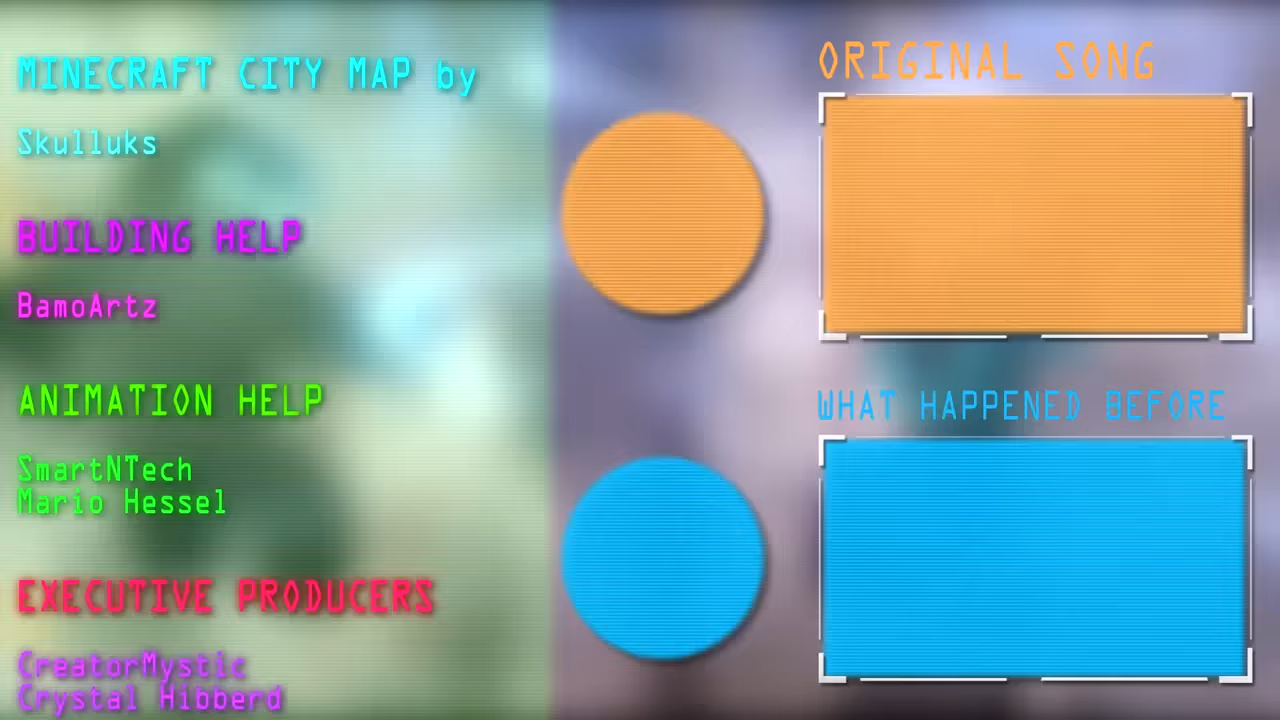 MINECRAFT CITY MAP by
Skulluks
BUILDING HELP
BamoArtz
ANIMATION HELP
SmartNTech
Mario Hessel
EXECUTIVE PRODUCERS
CreatorMystic
Crystal Hibberd
ORIGINAL SONG
WHAT HAPPENED BEFORE